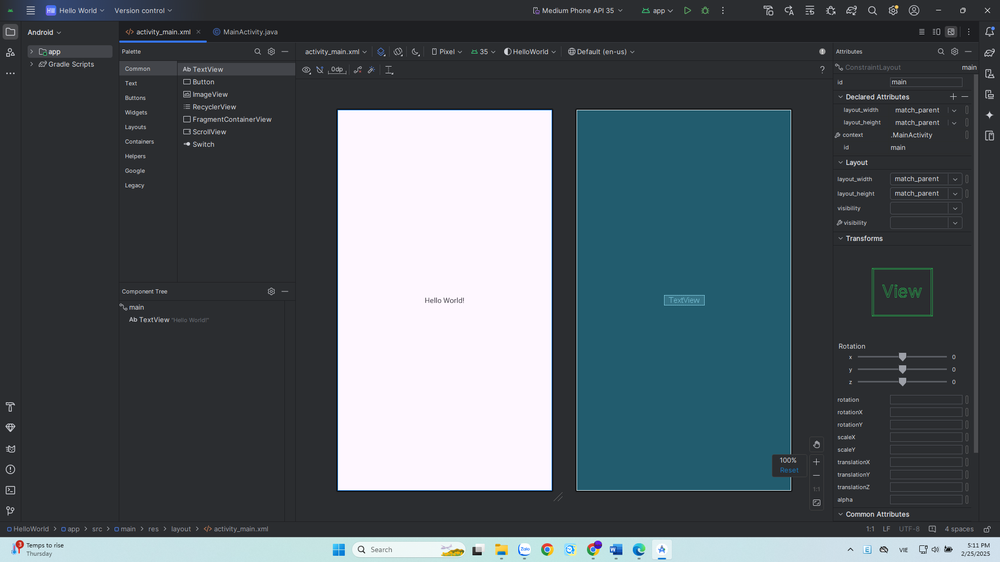 HW Hello World Version control Medium Phone API 35 app
Android
activity_main.xml MainActivity.java
app
Gradle Scripts
Palette
Common
Text
Buttons
Widgets
Layouts
Containers
Helpers
Google
Legacy
Ab TextView
Button
ImageView
RecyclerView
FragmentContainerView
ScrollView
Switch
Component Tree
main
Ab TextView "Hello World!"
activity_main.xml Pixel 35 HelloWorld Default (en-us)
0dp ?
Hello World!
TextView
100%
Reset
1:1
Attributes
ConstraintLayout main
id main
Declared Attributes
layout_width match_parent
layout_height match_parent
context .MainActivity
id main
Layout
layout_width match_parent
layout_height match_parent
visibility
visibility
Transforms
View
Rotation
x 0
y 0
z 0
rotation
rotationX
rotationY
scaleX
scaleY
translationX
translationY
translationZ
alpha
Common Attributes
HelloWorld app src main res layout activity_main.xml 1:1 LF UTF-8 4 spaces
3
Temps to rise
Thursday
Search
Zalo
W
E
VIE
5:11 PM
2/25/2025